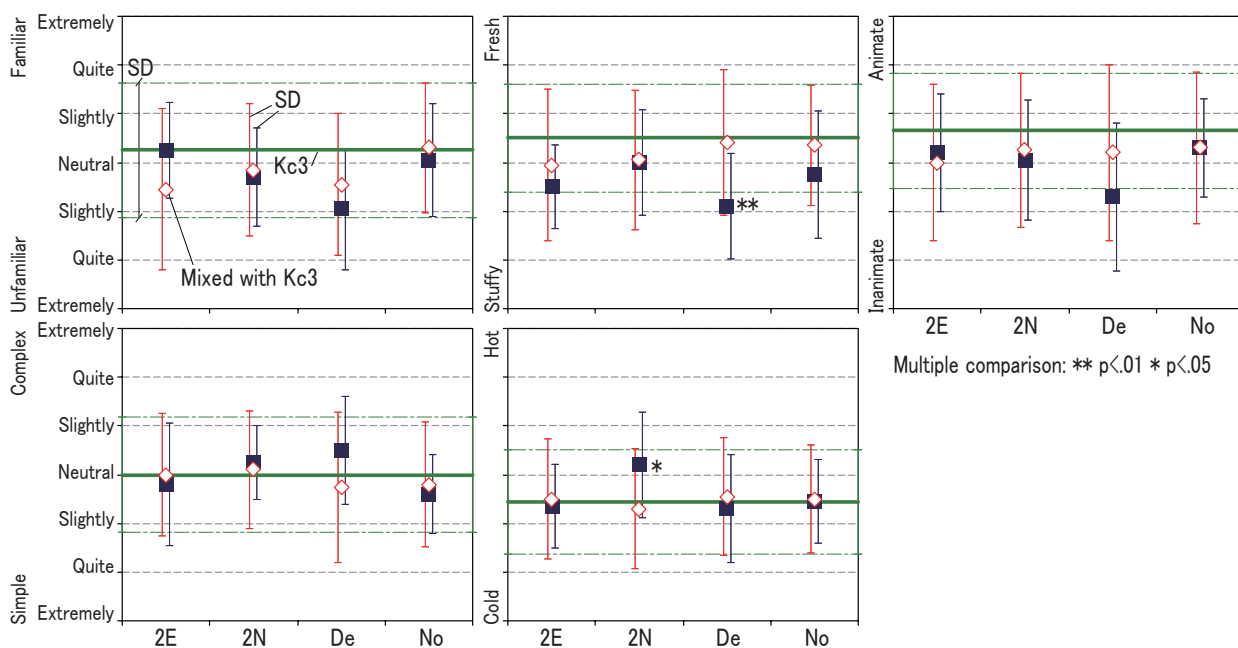 Familiar
Unfamiliar
Extremely
Quite
Slightly
Neutral
Slightly
Quite
Extremely
SD
SD
Kc3
Mixed with Kc3
Fresh
Stuffy
**
Animate
Inanimate
2E 2N De No
Multiple comparison: ** p<.01 * p<.05
Complex
Simple
Extremely
Quite
Slightly
Neutral
Slightly
Quite
Extremely
2E 2N De No
Hot
Cold
*
2E 2N De No